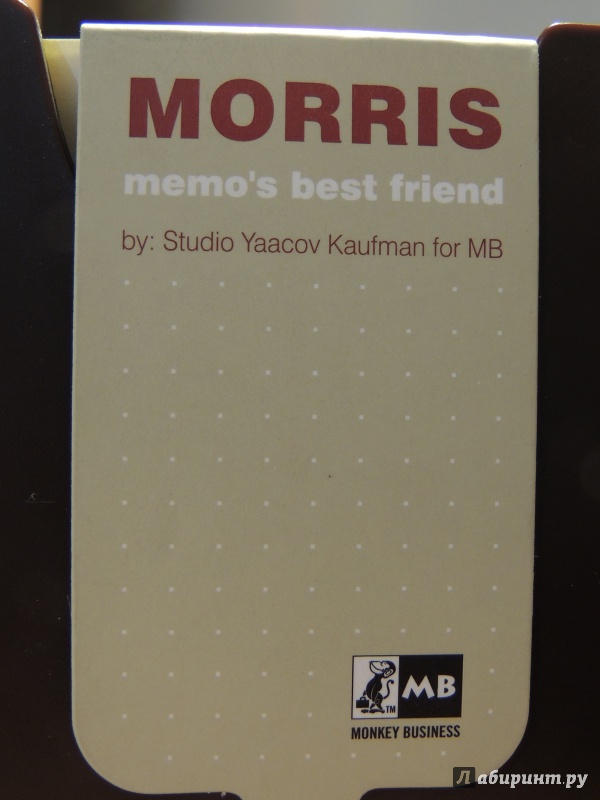 MORRIS
memo's best friend
by: Studio Yaacov Kaufman for MB
MB
TM
MONKEY BUSINESS
Лабиринт.ру